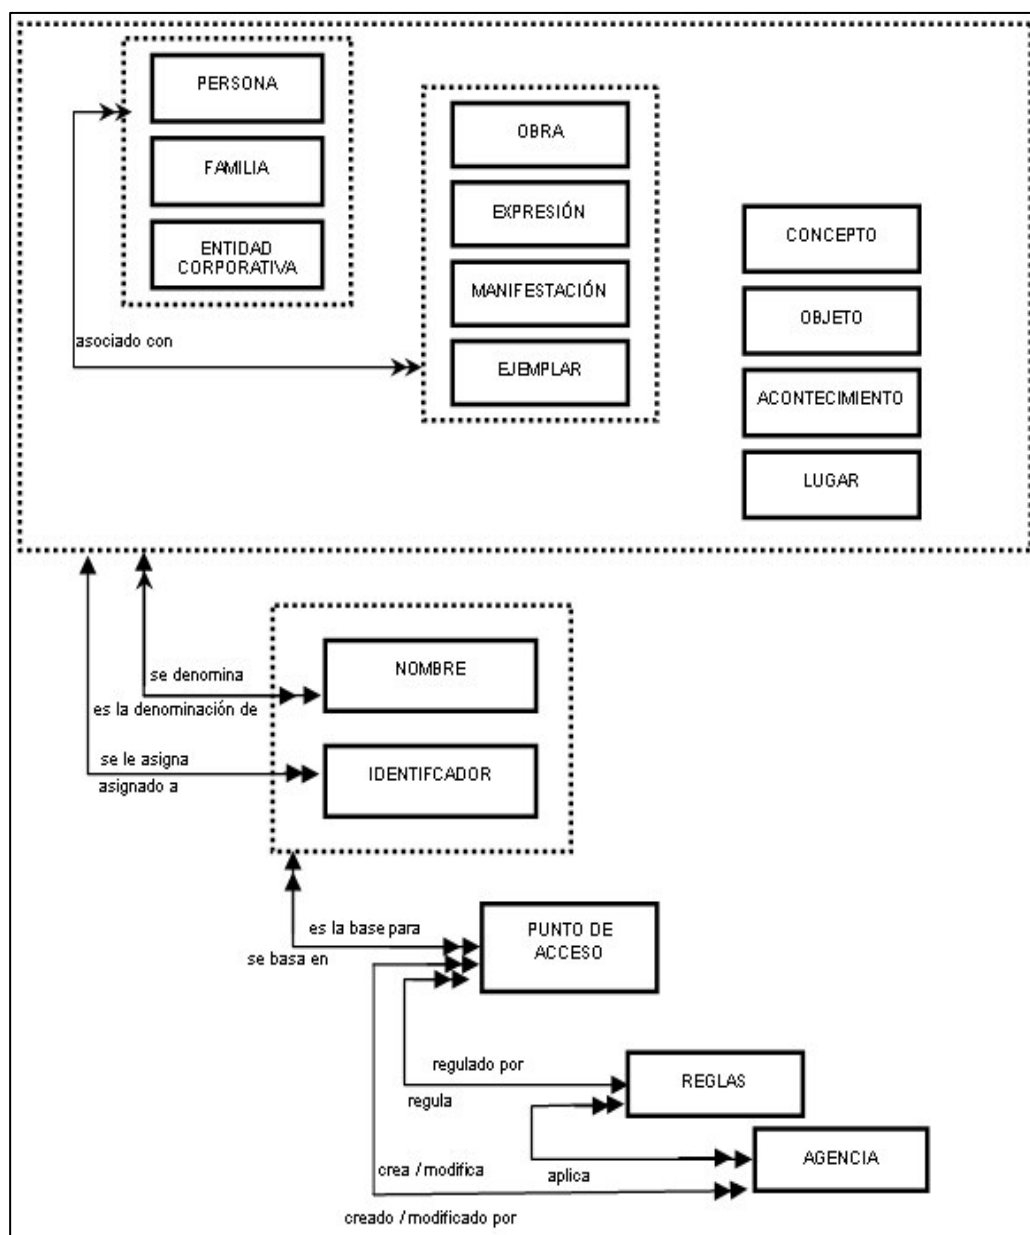 PERSONA
FAMILIA
ENTIDAD
CORPORATIVA
asociado con
OBRA
EXPRESIÓN
MANIFESTACIÓN
EJEMPLAR
CONCEPTO
OBJETO
ACONTECIMIENTO
LUGAR
se denomina
es la denominación de
NOMBRE
se le asigna
asignado a
IDENTIFCADOR
es la base para
se basa en
PUNTO DE
ACCESO
regulado por
regula
REGLAS
crea / modifica
aplica
AGENCIA
creado / modificado por